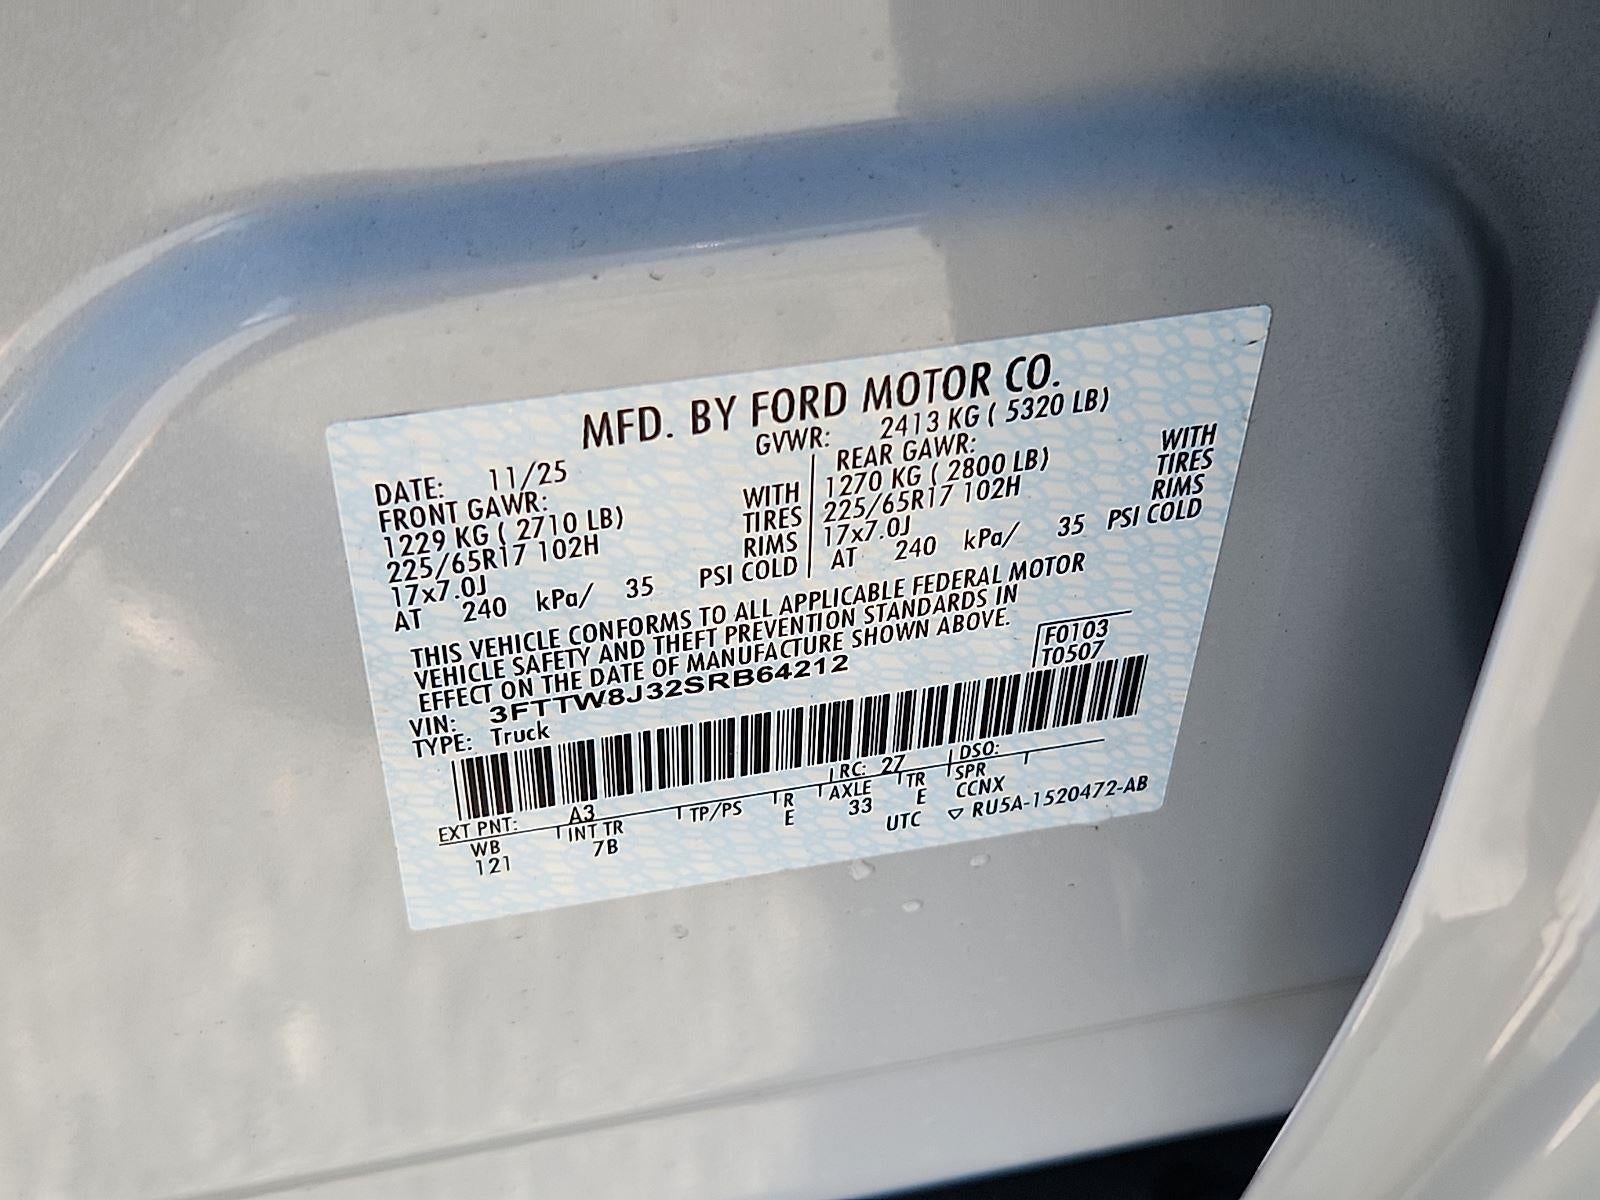 MFD. BY FORD MOTOR CO.
DATE: 11/25 GVWR: 2413 KG ( 5320 LB)
FRONT GAWR: REAR GAWR:
1229 KG ( 2710 LB) WITH 1270 KG ( 2800 LB) WITH
225/65R17 102H TIRES 225/65R17 102H TIRES
17x7.0J RIMS 17x7.0J RIMS
AT 240 kPa/ 35 PSI COLD AT 240 kPa/ 35 PSI COLD
THIS VEHICLE CONFORMS TO ALL APPLICABLE FEDERAL MOTOR
VEHICLE SAFETY AND THEFT PREVENTION STANDARDS IN
EFFECT ON THE DATE OF MANUFACTURE SHOWN ABOVE.
VIN: 3FTTW8J32SRB64212 F0103
TYPE: Truck T0507
EXT PNT: A3 RC: 27 DSO:
WB INT TR TP/PS R AXLE TR SPR
121 7B E 33 E CCNX
UTC ▽ RU5A-1520472-AB